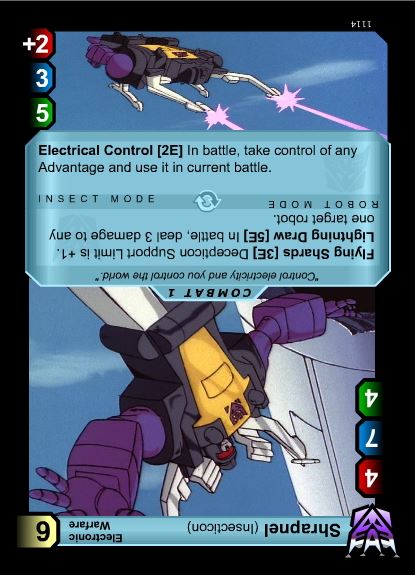 1114
+2
3
5
Electrical Control [2E] In battle, take control of any
Advantage and use it in current battle.
INSECT MODE
COMBAT 1
Shrapnel (Insecticon)
Electronic
Warfare
9
4
7
4
"Control electricity and you control the world."
Flying Shards [3E] Decepticon Support Limit is +1.
Lightning Draw [5E] In battle, deal 3 damage to any
one target robot.
ROBOT MODE